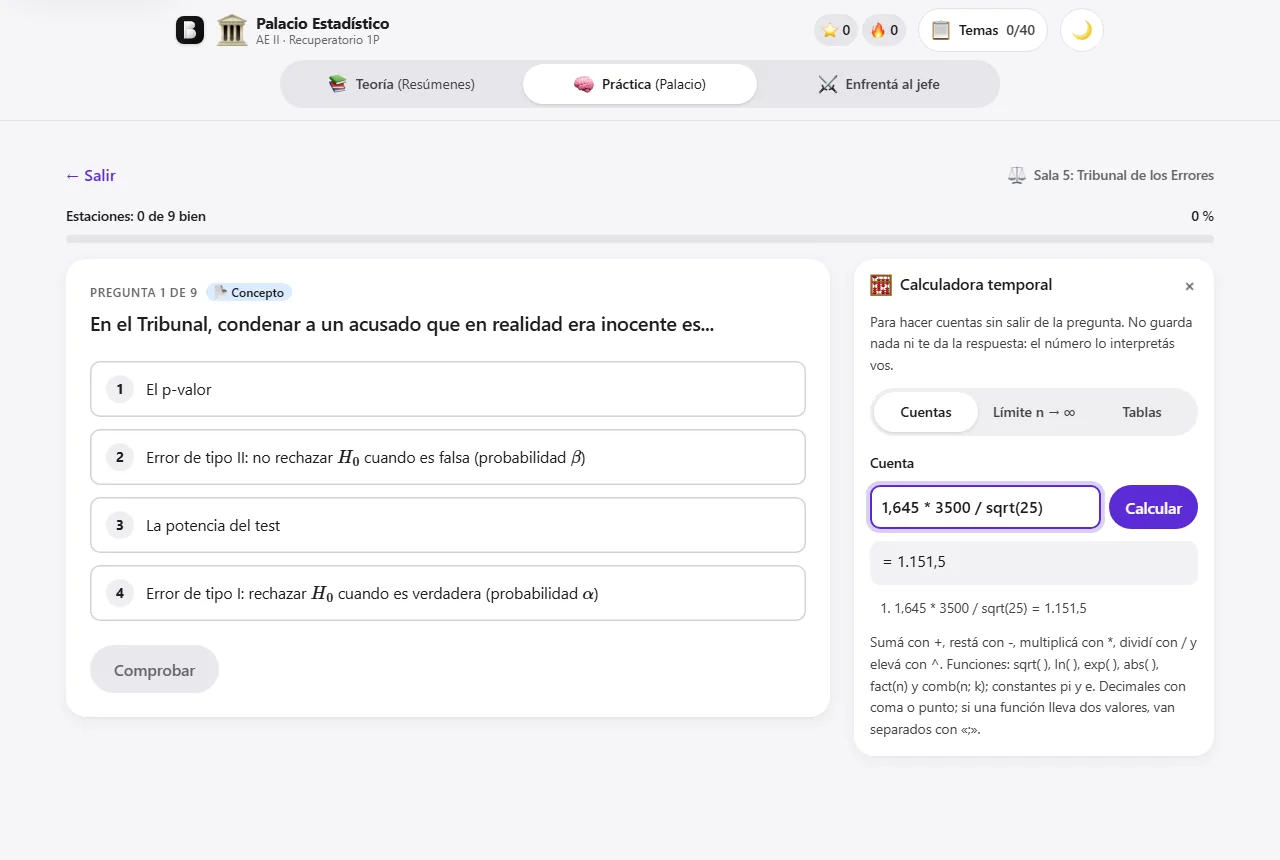 B
Palacio Estadístico
AE II · Recuperatorio 1P
0
0
Temas 0/40
Teoría (Resúmenes)
Práctica (Palacio)
Enfrentá al jefe
← Salir
Sala 5: Tribunal de los Errores
Estaciones: 0 de 9 bien
0 %
PREGUNTA 1 DE 9
Concepto
En el Tribunal, condenar a un acusado que en realidad era inocente es...
1 El p-valor
2 Error de tipo II: no rechazar H₀ cuando es falsa (probabilidad β)
3 La potencia del test
4 Error de tipo I: rechazar H₀ cuando es verdadera (probabilidad α)
Comprobar
Calculadora temporal
×
Para hacer cuentas sin salir de la pregunta. No guarda
nada ni te da la respuesta: el número lo interpretás
vos.
Cuentas
Límite n → ∞
Tablas
Cuenta
1,645 * 3500 / sqrt(25)
Calcular
= 1.151,5
1. 1,645 * 3500 / sqrt(25) = 1.151,5
Sumá con +, restá con -, multiplicá con *, dividí con / y
elevá con ^. Funciones: sqrt( ), ln( ), exp( ), abs( ),
fact(n) y comb(n; k); constantes pi y e. Decimales con
coma o punto; si una función lleva dos valores, van
separados con «;».